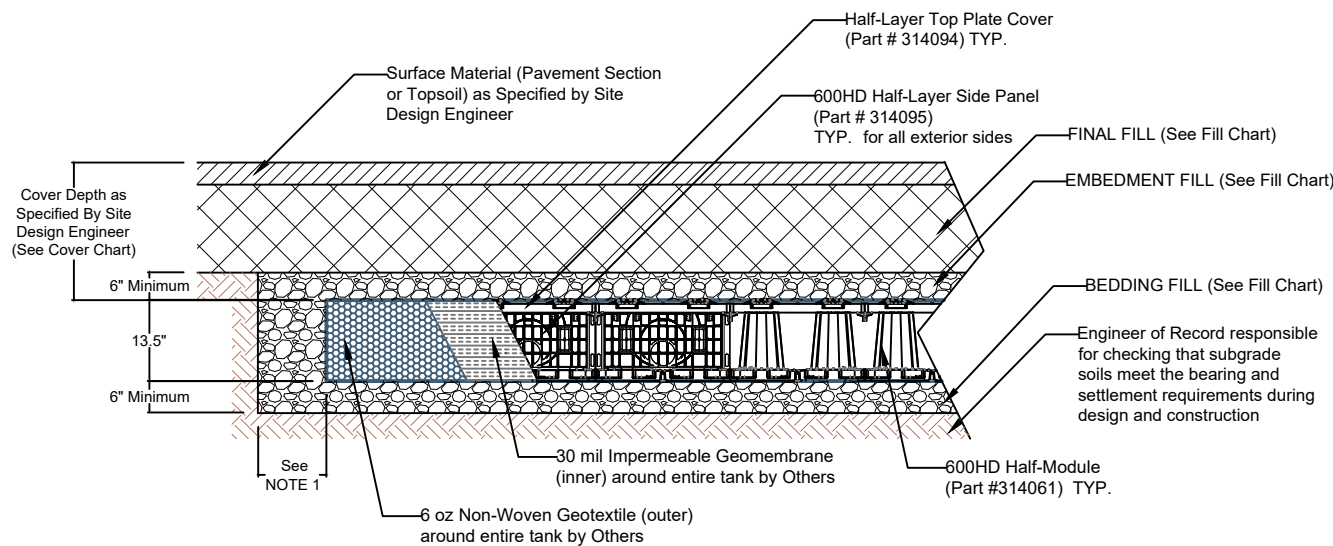 Half-Layer Top Plate Cover
(Part # 314094) TYP.
Surface Material (Pavement Section
or Topsoil) as Specified by Site
Design Engineer
600HD Half-Layer Side Panel
(Part # 314095)
TYP. for all exterior sides
FINAL FILL (See Fill Chart)
EMBEDMENT FILL (See Fill Chart)
Cover Depth as
Specified By Site
Design Engineer
(See Cover Chart)
6" Minimum
13.5"
6" Minimum
BEDDING FILL (See Fill Chart)
Engineer of Record responsible
for checking that subgrade
soils meet the bearing and
settlement requirements during
design and construction
See
NOTE 1
30 mil Impermeable Geomembrane
(inner) around entire tank by Others
600HD Half-Module
(Part #314061) TYP.
6 oz Non-Woven Geotextile (outer)
around entire tank by Others